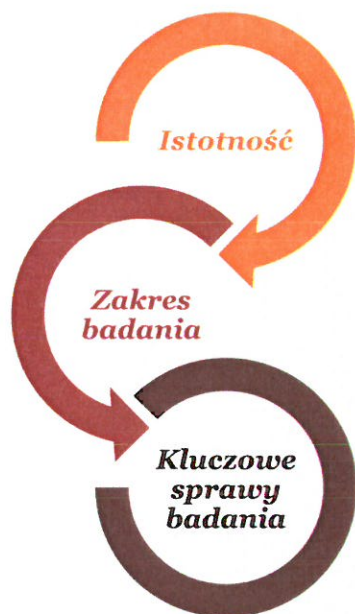 Istotność
Zakres
badania
Kluczowe
sprawy
badania